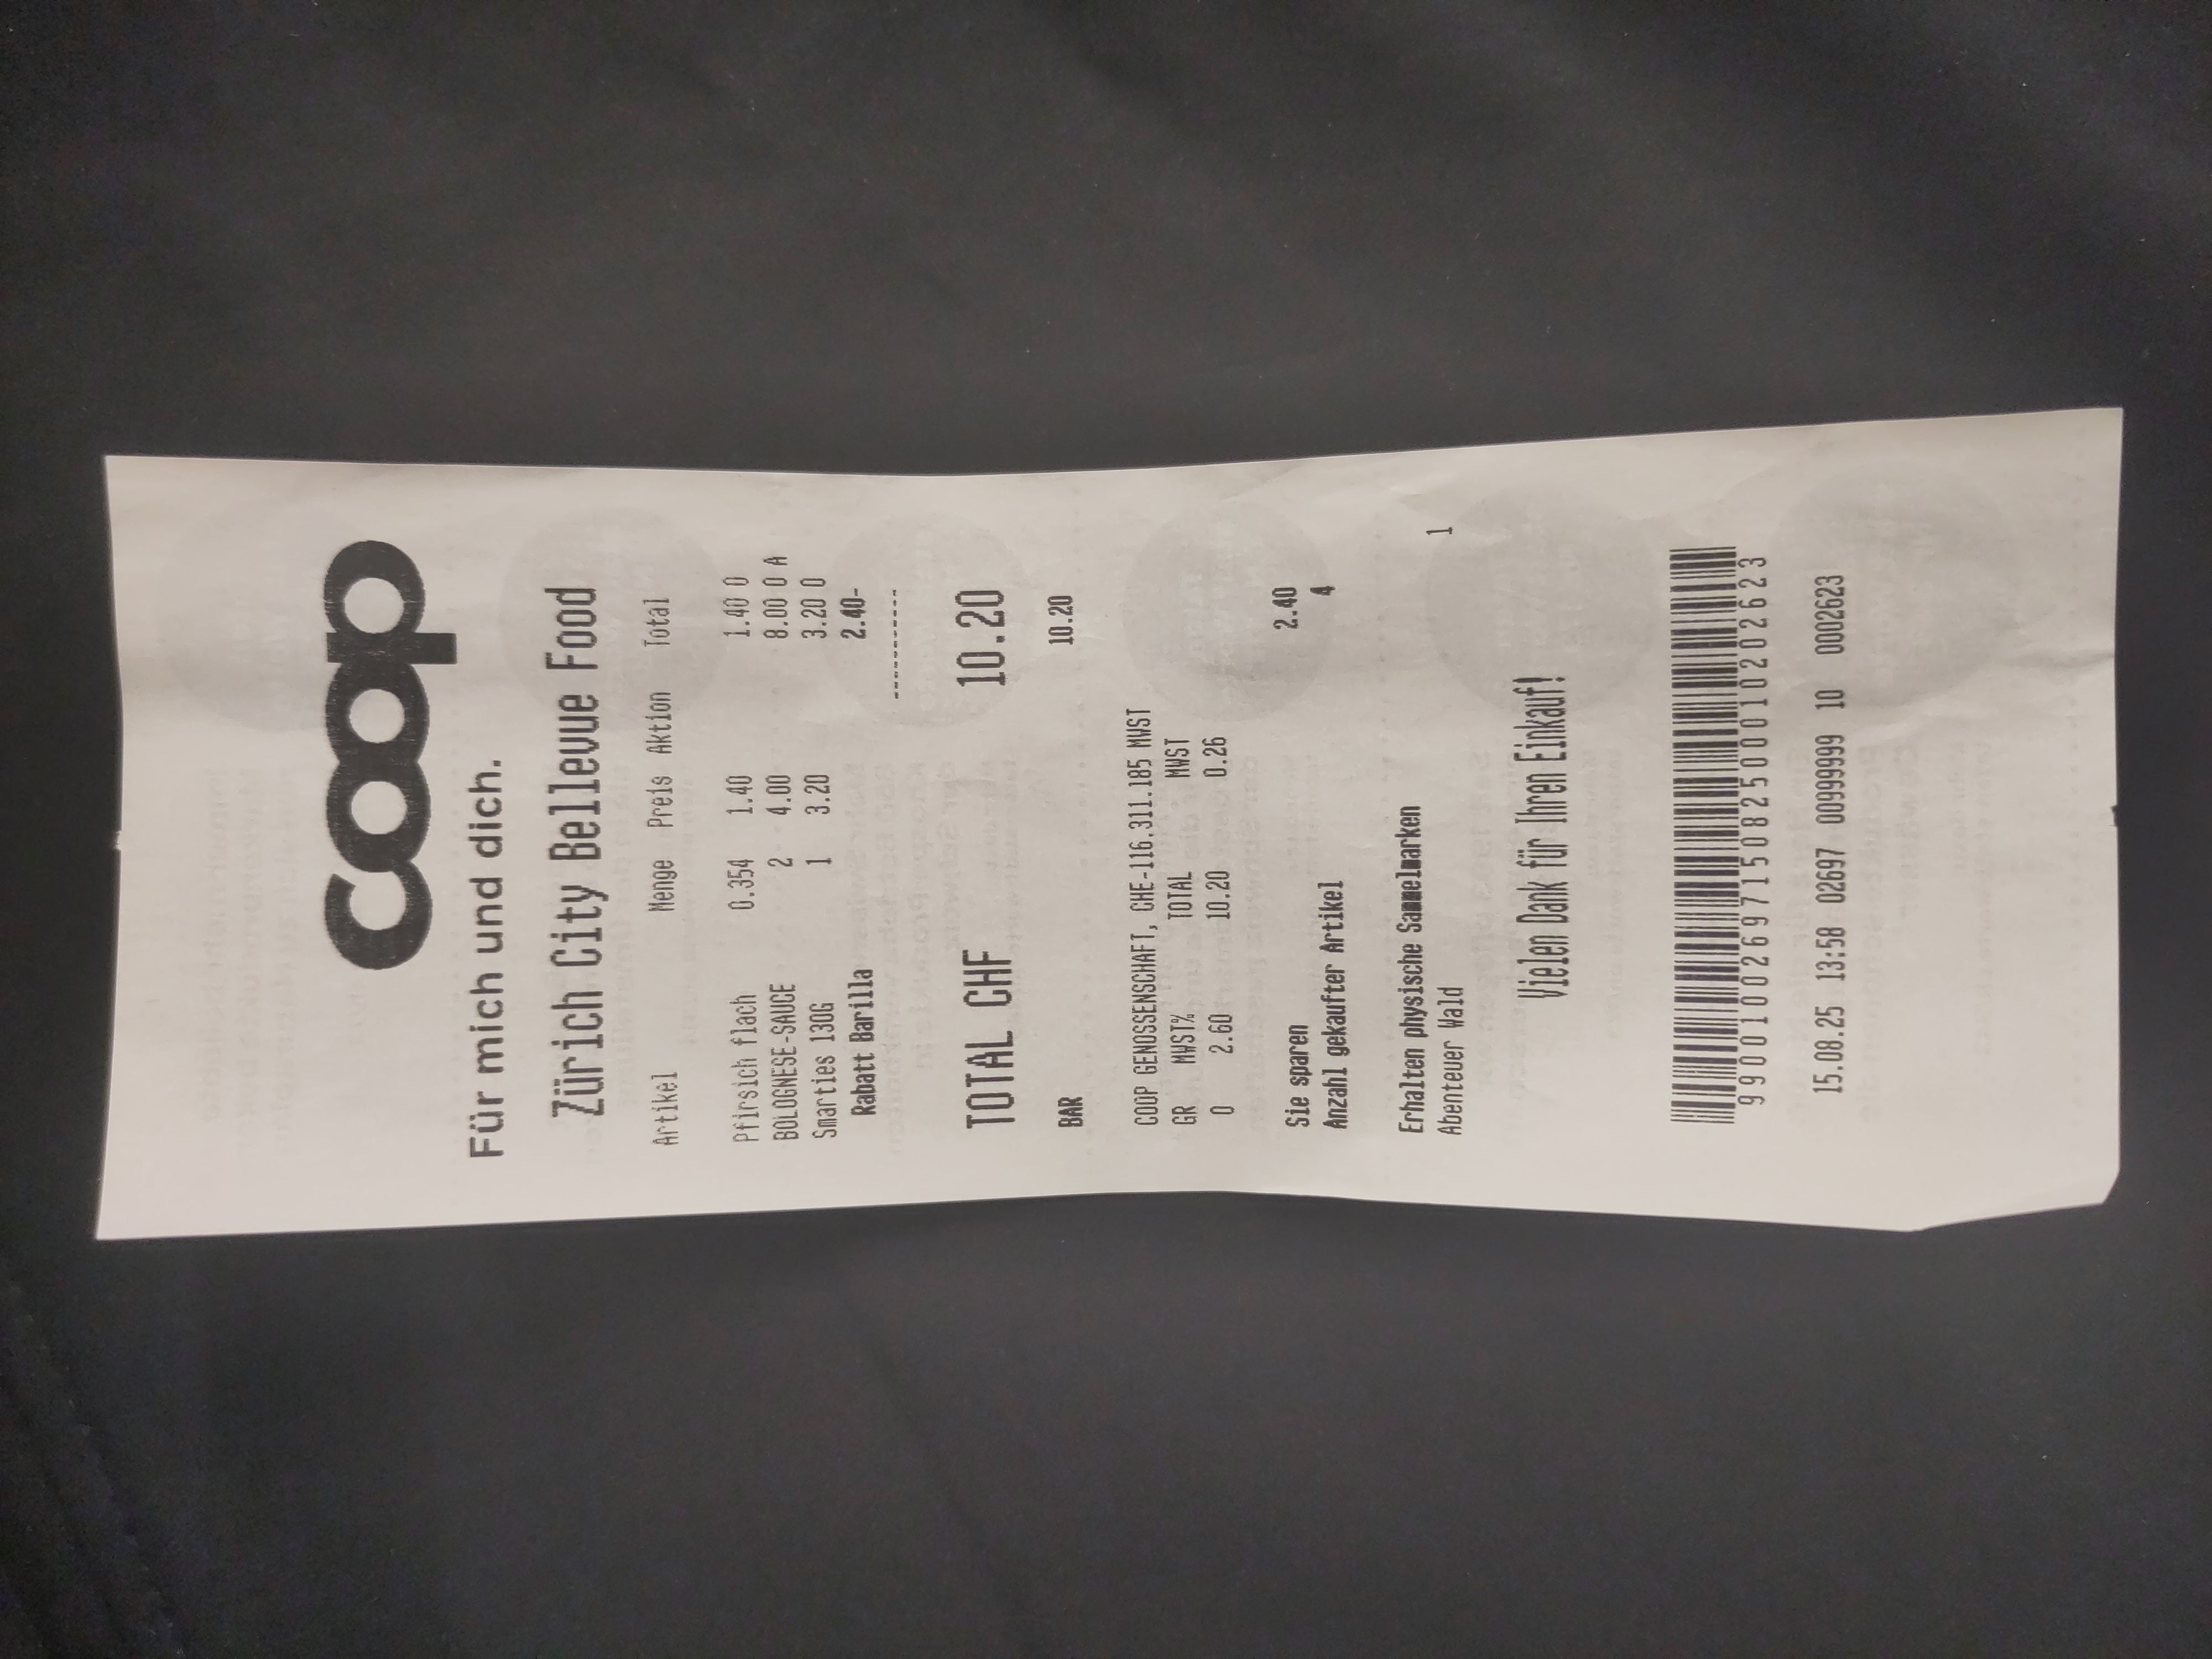 coop
Für mich und dich.
Zürich City Bellevue Food
Artikel Menge Preis Aktion Total
Pfirsich flach 0.354 1.40 1.40 0
BOLOGNESE-SAUCE 2 4.00 8.00 0 A
Smarties 130G 1 3.20 3.20 0
Rabatt Barilla 2.40-
-----------
TOTAL CHF 10.20
BAR 10.20
COOP GENOSSENSCHAFT, CHE-116.311.185 MWST
GR MWST% TOTAL MWST
0 2.60 10.20 0.26
Sie sparen 2.40
Anzahl gekaufter Artikel 4
Erhalten physische Sammelmarken
Abenteuer Wald 1
Vielen Dank für Ihren Einkauf!
9900100269715082500010202623
15.08.25 13:58 02697 00999999 10 0002623